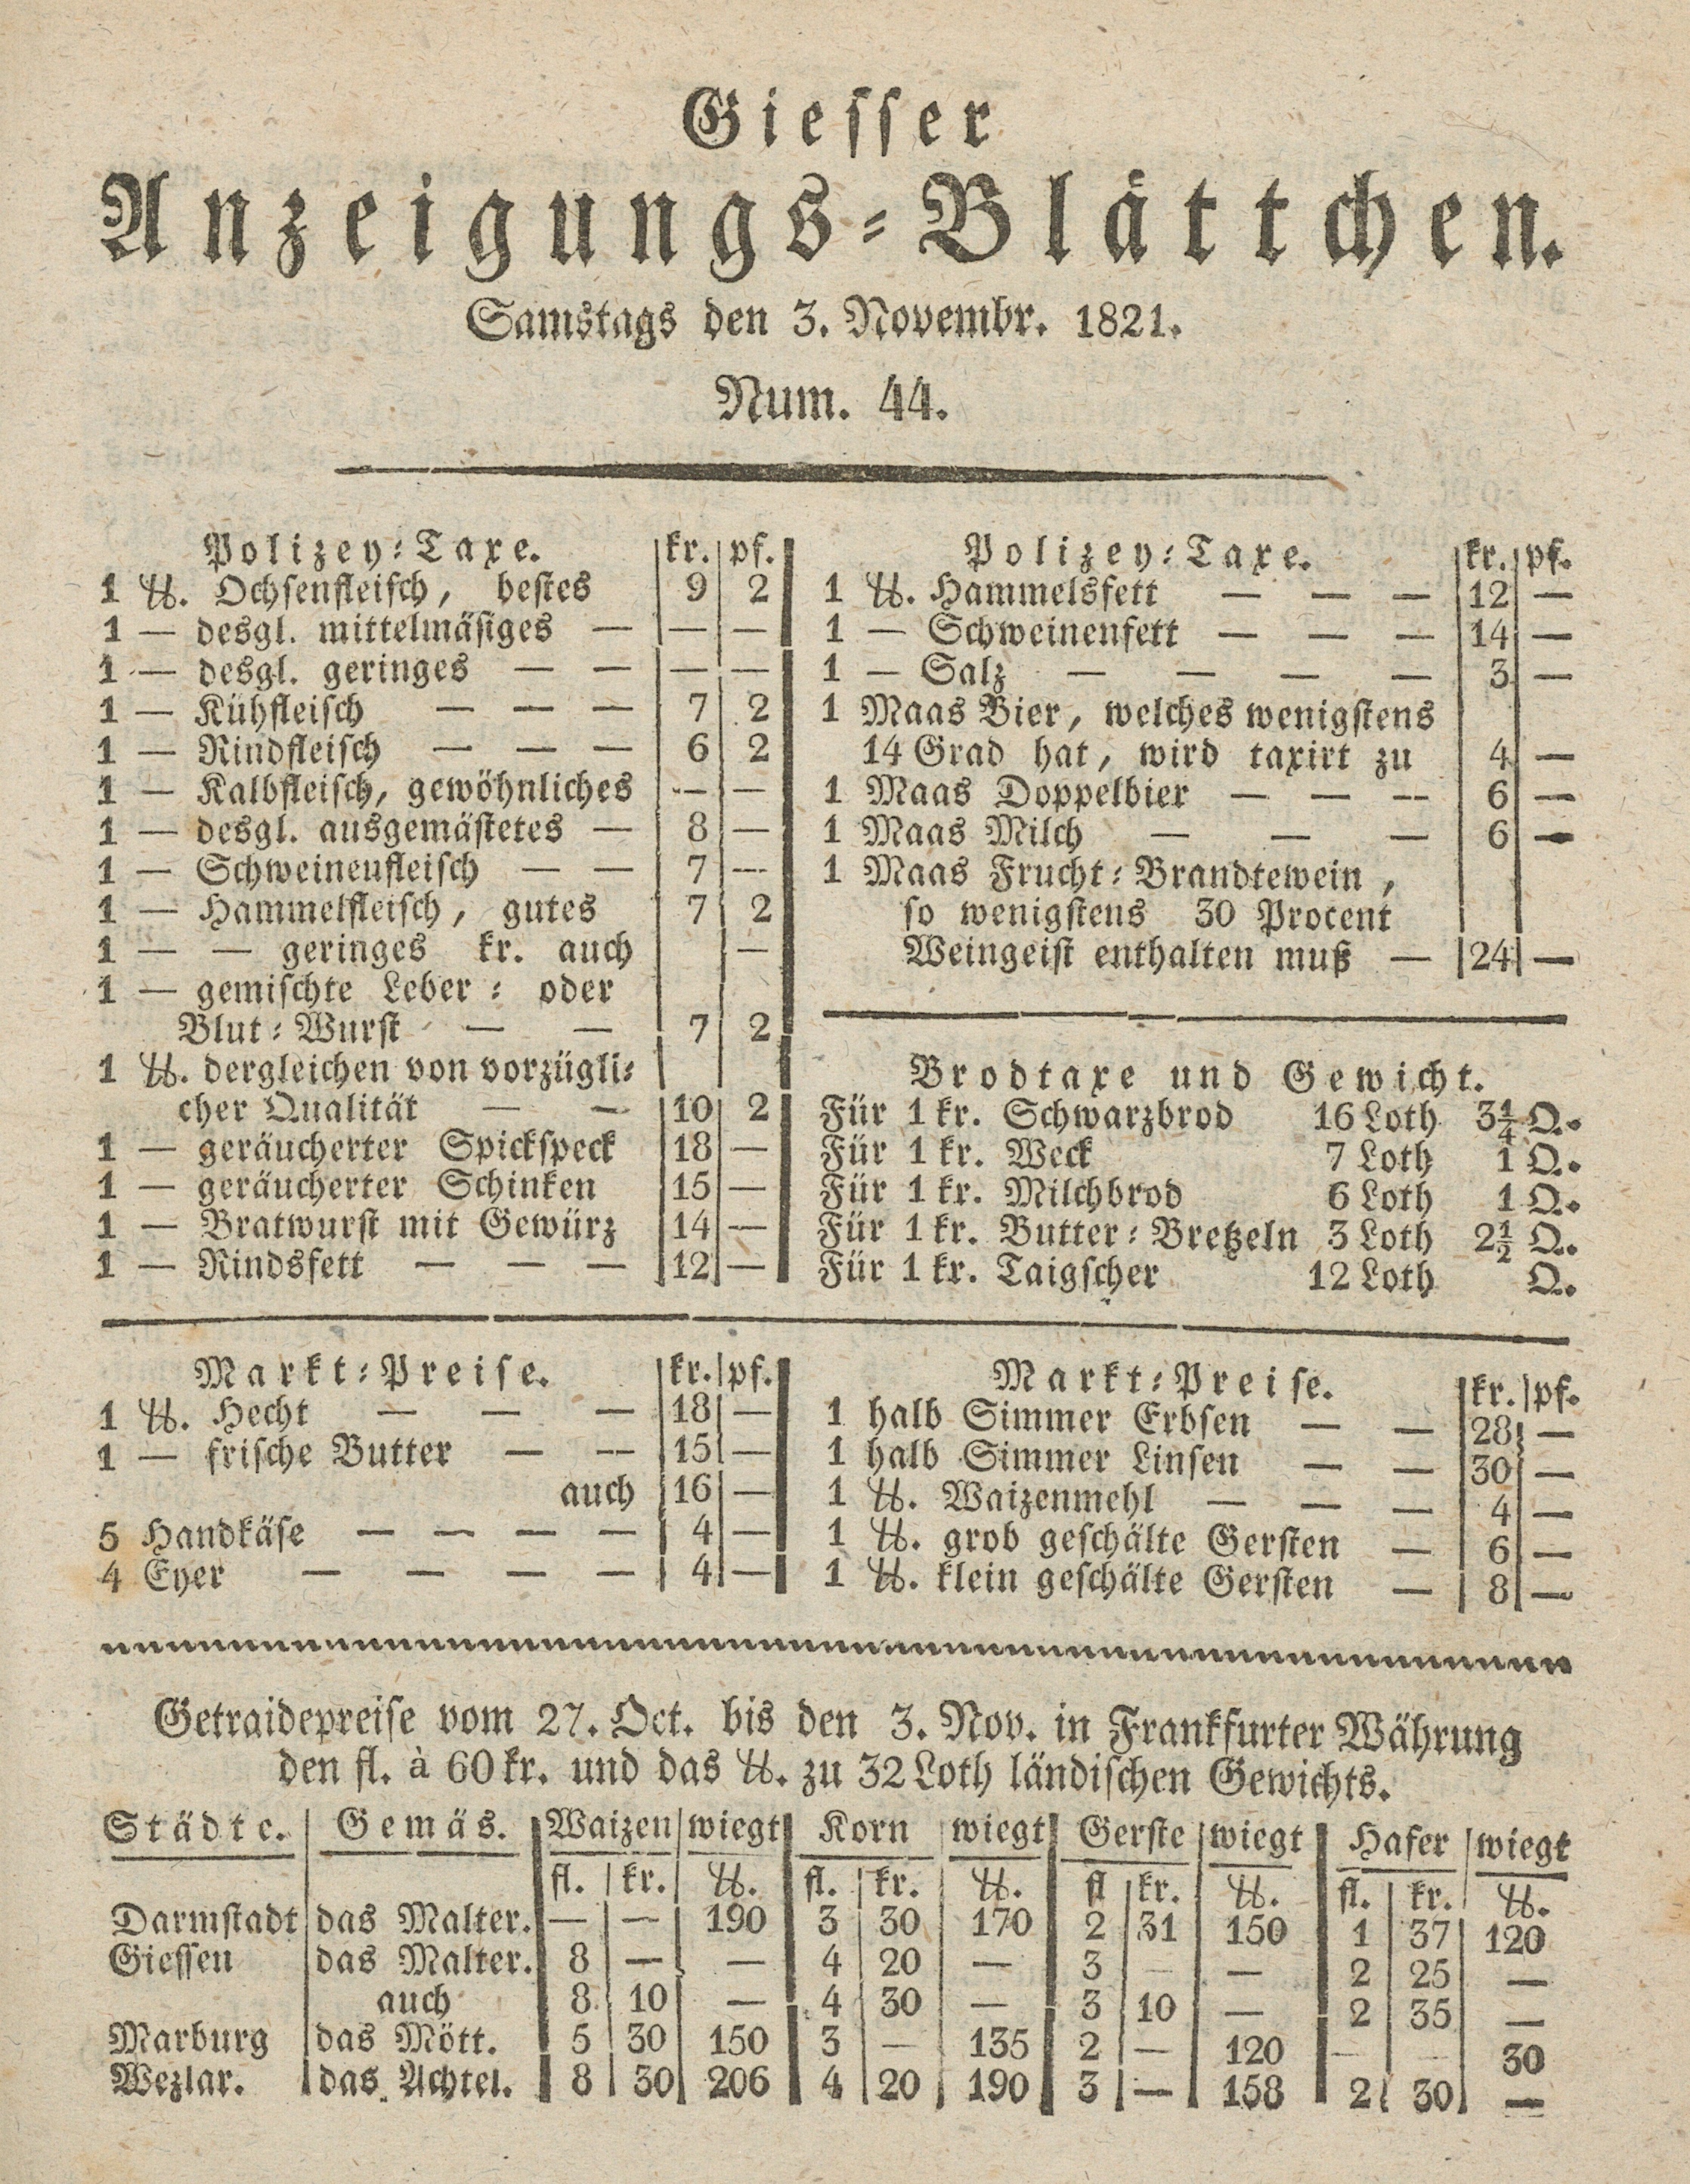 Giesser
Anzeigungs-Blättchen.
Samstags den 3. Novembr. 1821.
Num. 44.
Polizey-Taxe. kr. pf.
1 ℔. Ochsenfleisch, bestes 9 2
1 — desgl. mittelmäsiges — — —
1 — desgl. geringes — — — —
1 — Kühfleisch — — — 7 2
1 — Rindfleisch — — — 6 2
1 — Kalbfleisch, gewöhnliches — —
1 — desgl. ausgemästetes — 8 —
1 — Schweinenfleisch — — 7 —
1 — Hammelfleisch, gutes 7 2
1 — — geringes kr. auch —
1 — gemischte Leber- oder
Blut-Wurst — — 7 2
1 ℔. dergleichen von vorzügli-
cher Qualität — — 10 2
1 — geräucherter Spickspeck 18 —
1 — geräucherter Schinken 15 —
1 — Bratwurst mit Gewürz 14 —
1 — Rindsfett — — — 12 —
Polizey-Taxe. kr. pf.
1 ℔. Hammelsfett — — — 12 —
1 — Schweinenfett — — — 14 —
1 — Salz — — — — 3 —
1 Maas Bier, welches wenigstens
14 Grad hat, wird taxirt zu 4 —
1 Maas Doppelbier — — — 6 —
1 Maas Milch — — — 6 —
1 Maas Frucht-Brandtewein,
so wenigstens 30 Procent
Weingeist enthalten muß — 24 —
Brodtaxe und Gewicht.
Für 1 kr. Schwarzbrod 16 Loth 3¼ Q.
Für 1 kr. Weck 7 Loth 1 Q.
Für 1 kr. Milchbrod 6 Loth 1 Q.
Für 1 kr. Butter-Bretzeln 3 Loth 2½ Q.
Für 1 kr. Taigscher 12 Loth Q.
Markt-Preise. kr. pf.
1 ℔. Hecht — — — 18 —
1 — frische Butter — — 15 —
auch 16 —
5 Handkäse — — — — 4 —
4 Eyer — — — — 4 —
Markt-Preise. kr. pf.
1 halb Simmer Erbsen — — 28 —
1 halb Simmer Linsen — — 30 —
1 ℔. Waizenmehl — — — 4 —
1 ℔. grob geschälte Gersten — 6 —
1 ℔. klein geschälte Gersten — 8 —
Getraidepreise vom 27. Oct. bis den 3. Nov. in Frankfurter Währung
den fl. à 60 kr. und das ℔. zu 32 Loth ländischen Gewichts.
Städte. Gemäs. Waizen wiegt Korn wiegt Gerste wiegt Hafer wiegt
fl. kr. ℔. fl. kr. ℔. fl kr. ℔. fl. kr. ℔.
Darmstadt das Malter. — — 190 3 30 170 2 31 150 1 37 120
Giessen das Malter. 8 — — 4 20 — 3 — — 2 25 —
auch 8 10 — 4 30 — 3 10 — 2 35 —
Marburg das Mött. 5 30 150 3 — 135 2 — 120 — — 30
Wezlar. das Achtel. 8 30 206 4 20 190 3 — 158 2 30 —